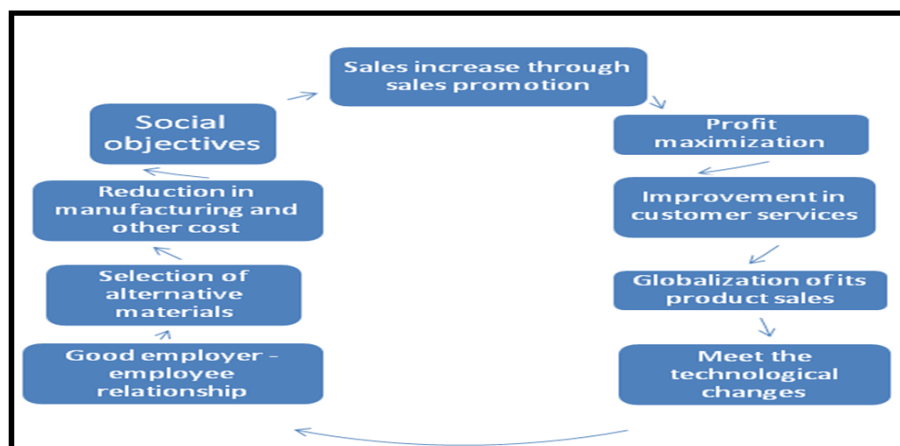 Sales increase through
sales promotion
Profit
maximization
Improvement in
customer services
Globalization of its
product sales
Meet the
technological
changes
Good employer -
employee
relationship
Selection of
alternative
materials
Reduction in
manufacturing and
other cost
Social
objectives